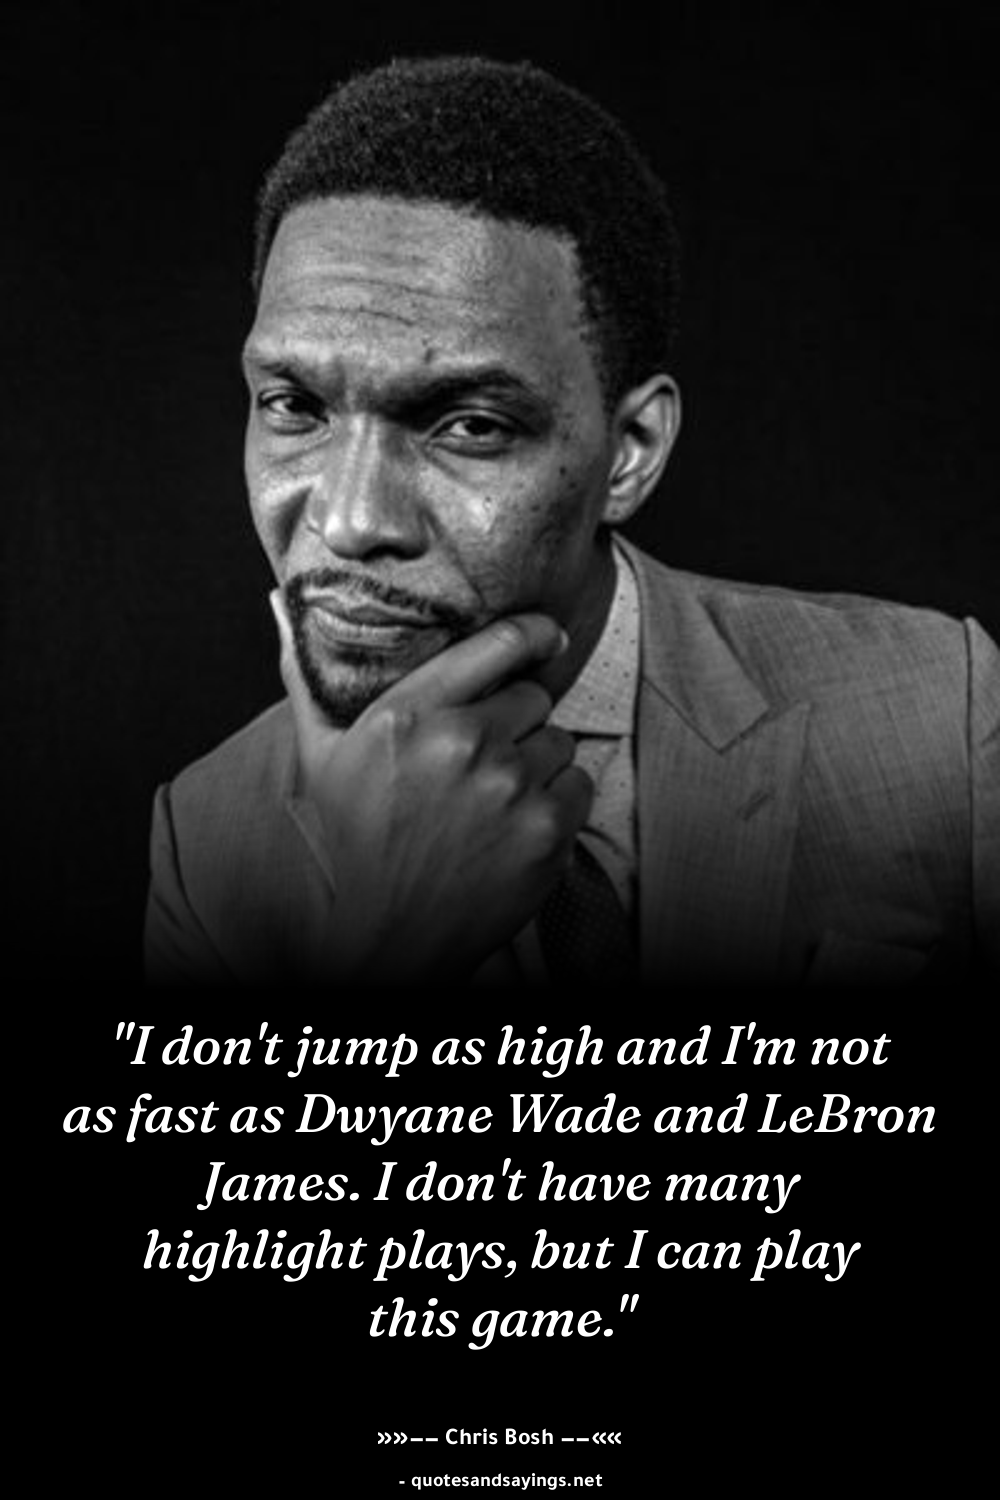 "I don't jump as high and I'm not
as fast as Dwyane Wade and LeBron
James. I don't have many
highlight plays, but I can play
this game."
»»—— Chris Bosh ——««
- quotesandsayings.net